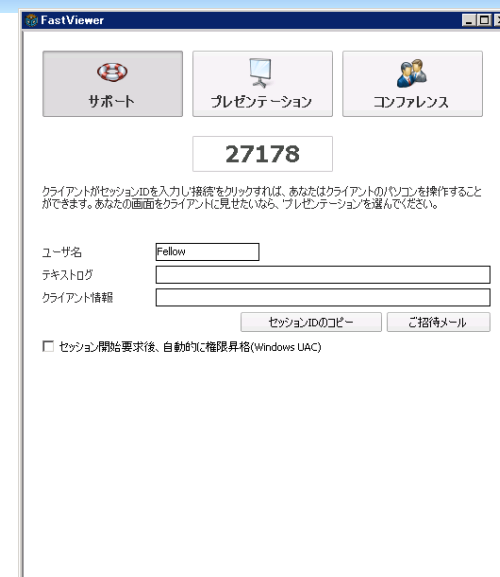 FastViewer
サポート
プレゼンテーション
コンファレンス
27178
クライアントがセッションIDを入力し'接続'をクリックすれば、あなたはクライアントのパソコンを操作すること
ができます。あなたの画面をクライアントに見せたいなら、'プレゼンテーション'を選んでください。
ユーザ名
Fellow
テキストログ
クライアント情報
セッションIDのコピー
ご招待メール
セッション開始要求後、自動的に権限昇格(Windows UAC)